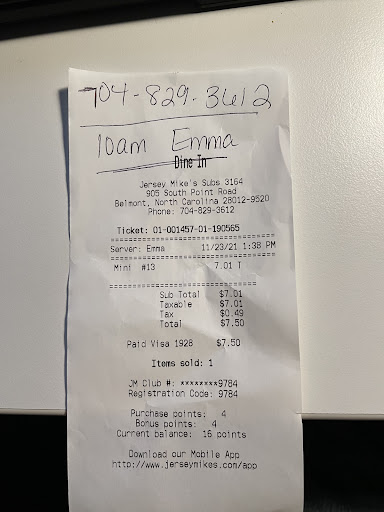 704-829-3612
10am Emma
Dine In
Jersey Mike's Subs 3164
905 South Point Road
Belmont, North Carolina 28012-9520
Phone: 704-829-3612
Ticket: 01-001457-01-190565
==================================
Server: Emma 11/23/21 1:38 PM
==================================
Mini #13 7.01 T
==================================
Sub Total $7.01
Taxable $7.01
Tax $0.49
Total $7.50
Paid Visa 1928 $7.50
Items sold: 1
JM Club #: ********9784
Registration Code: 9784
Purchase points: 4
Bonus points: 4
Current balance: 16 points
Download our Mobile App
http://www.jerseymikes.com/app